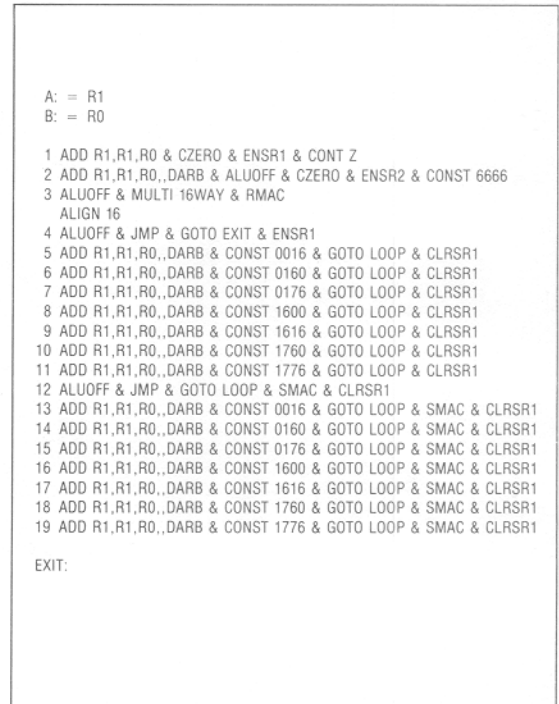 A: = R1
B: = R0
1 ADD R1,R1,R0 & CZERO & ENSR1 & CONT Z
2 ADD R1,R1,R0,,DARB & ALUOFF & CZERO & ENSR2 & CONST 6666
3 ALUOFF & MULTI 16WAY & RMAC
ALIGN 16
4 ALUOFF & JMP & GOTO EXIT & ENSR1
5 ADD R1,R1,R0,,DARB & CONST 0016 & GOTO LOOP & CLRSR1
6 ADD R1,R1,R0,,DARB & CONST 0160 & GOTO LOOP & CLRSR1
7 ADD R1,R1,R0,,DARB & CONST 0176 & GOTO LOOP & CLRSR1
8 ADD R1,R1,R0,,DARB & CONST 1600 & GOTO LOOP & CLRSR1
9 ADD R1,R1,R0,,DARB & CONST 1616 & GOTO LOOP & CLRSR1
10 ADD R1,R1,R0,,DARB & CONST 1760 & GOTO LOOP & CLRSR1
11 ADD R1,R1,R0,,DARB & CONST 1776 & GOTO LOOP & CLRSR1
12 ALUOFF & JMP & GOTO LOOP & SMAC & CLRSR1
13 ADD R1,R1,R0,,DARB & CONST 0016 & GOTO LOOP & SMAC & CLRSR1
14 ADD R1,R1,R0,,DARB & CONST 0160 & GOTO LOOP & SMAC & CLRSR1
15 ADD R1,R1,R0,,DARB & CONST 0176 & GOTO LOOP & SMAC & CLRSR1
16 ADD R1,R1,R0,,DARB & CONST 1600 & GOTO LOOP & SMAC & CLRSR1
17 ADD R1,R1,R0,,DARB & CONST 1616 & GOTO LOOP & SMAC & CLRSR1
18 ADD R1,R1,R0,,DARB & CONST 1760 & GOTO LOOP & SMAC & CLRSR1
19 ADD R1,R1,R0,,DARB & CONST 1776 & GOTO LOOP & SMAC & CLRSR1
EXIT: